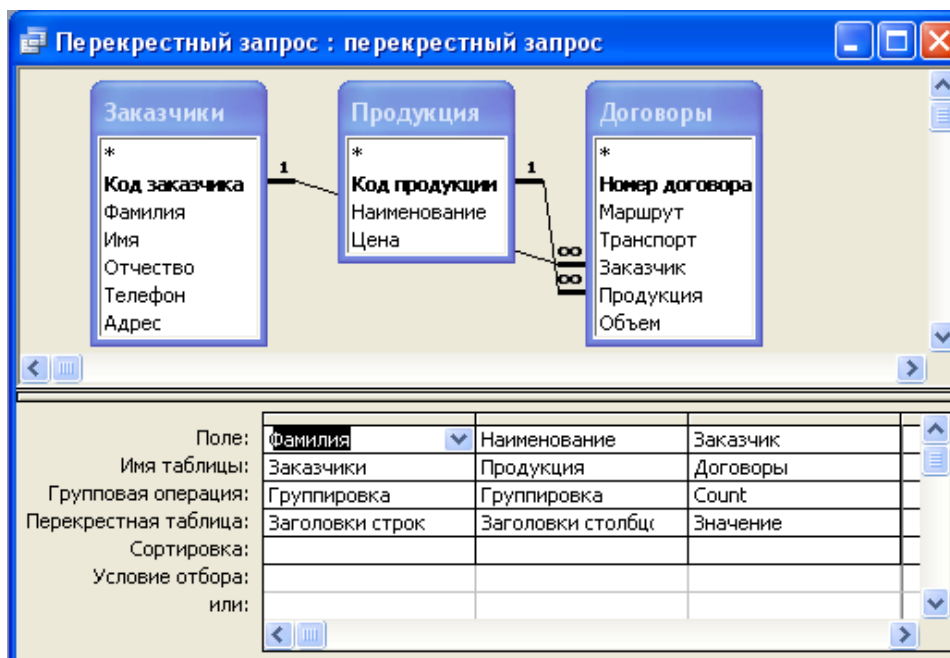 Перекрестный запрос : перекрестный запрос
Заказчики
*
Код заказчика
Фамилия
Имя
Отчество
Телефон
Адрес
1
Продукция
*
Код продукции
Наименование
Цена
1
∞
∞
Договоры
*
Номер договора
Маршрут
Транспорт
Заказчик
Продукция
Объем
Поле: Фамилия Наименование Заказчик
Имя таблицы: Заказчики Продукция Договоры
Групповая операция: Группировка Группировка Count
Перекрестная таблица: Заголовки строк Заголовки столбцо Значение
Сортировка:
Условие отбора:
или: